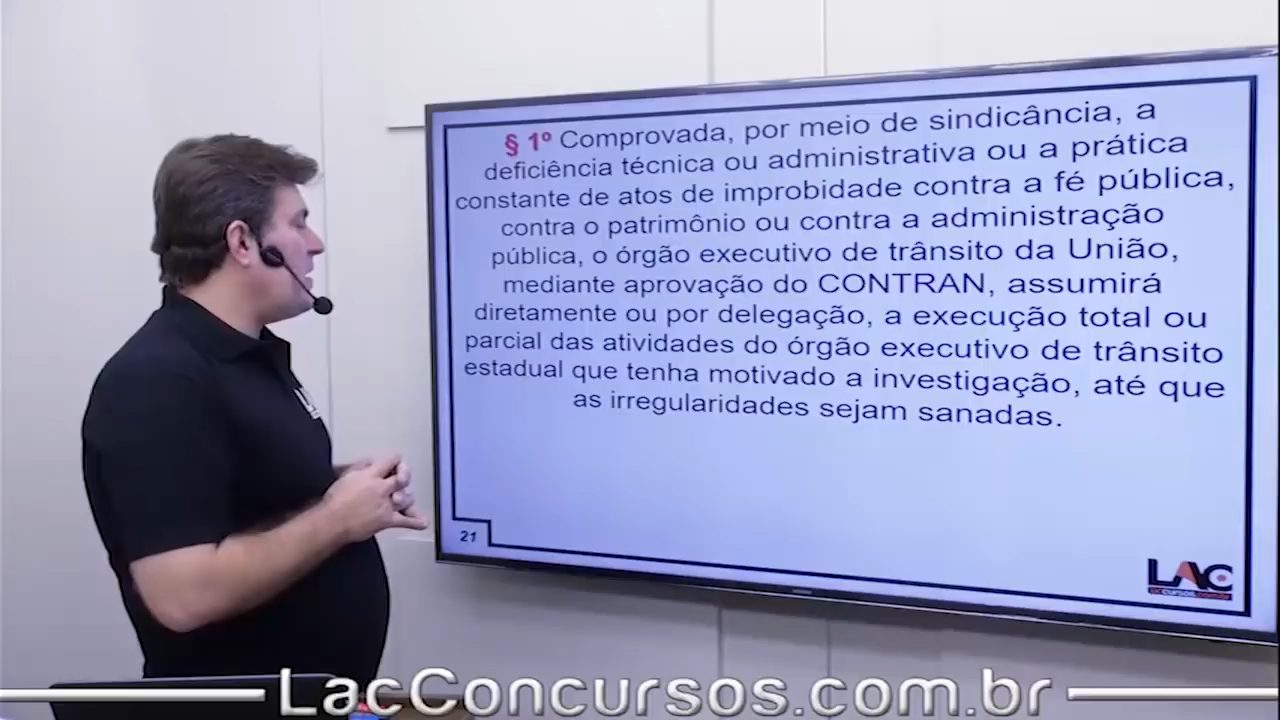 § 1º Comprovada, por meio de sindicância, a
deficiência técnica ou administrativa ou a prática
constante de atos de improbidade contra a fé pública,
contra o patrimônio ou contra a administração
pública, o órgão executivo de trânsito da União,
mediante aprovação do CONTRAN, assumirá
diretamente ou por delegação, a execução total ou
parcial das atividades do órgão executivo de trânsito
estadual que tenha motivado a investigação, até que
as irregularidades sejam sanadas.
21
LAC
laccursos.com.br
LacConcursos.com.br